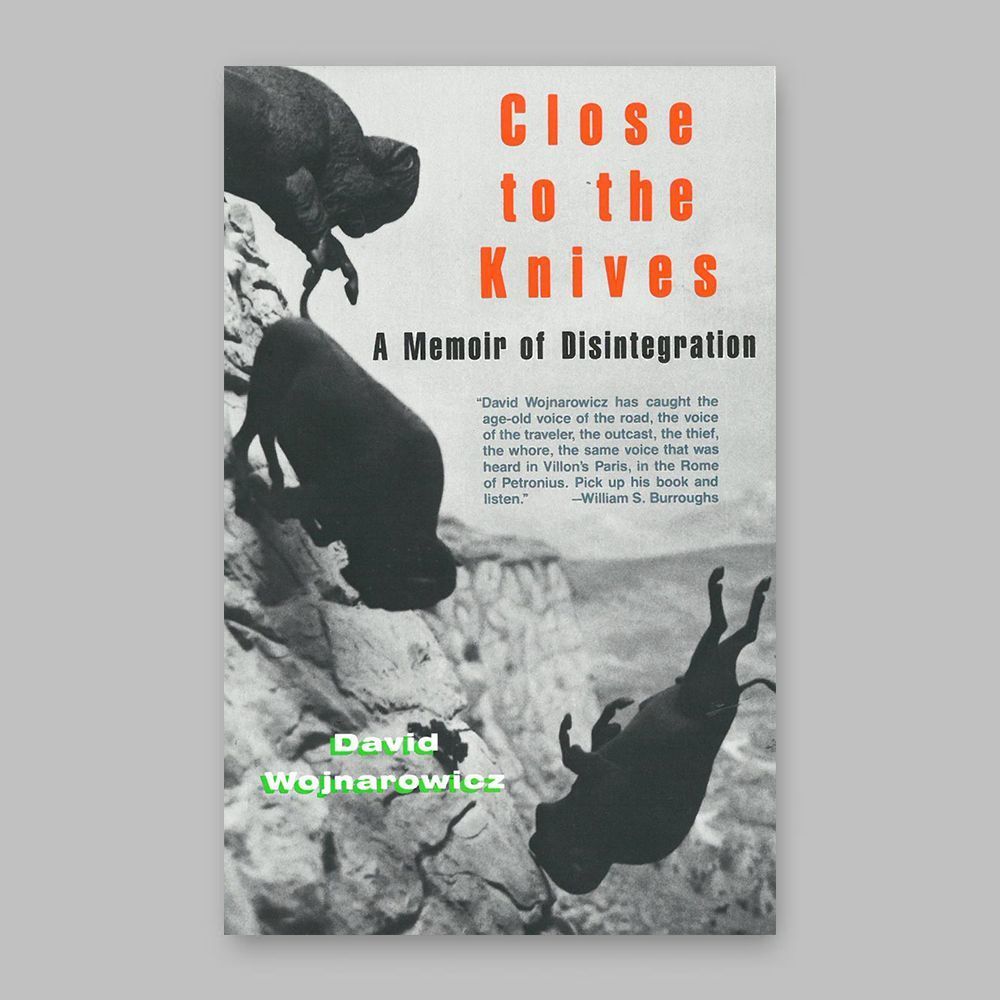 Close
to the
Knives
A Memoir of Disintegration
“David Wojnarowicz has caught the
age-old voice of the road, the voice
of the traveler, the outcast, the thief,
the whore, the same voice that was
heard in Villon’s Paris, in the Rome
of Petronius. Pick up his book and
listen.” —William S. Burroughs
David
Wojnarowicz